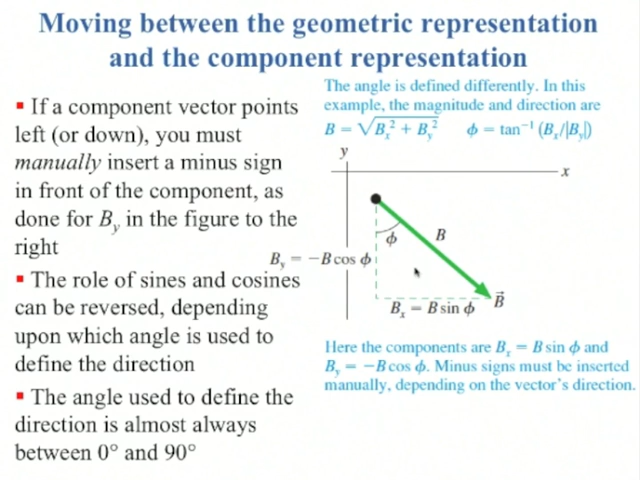 Moving between the geometric representation
and the component representation
▪ If a component vector points
left (or down), you must
manually insert a minus sign
in front of the component, as
done for B_y in the figure to the
right
▪ The role of sines and cosines
can be reversed, depending
upon which angle is used to
define the direction
▪ The angle used to define the
direction is almost always
between 0° and 90°
The angle is defined differently. In this
example, the magnitude and direction are
B = √B_x² + B_y² ϕ = tan⁻¹ (B_x/|B_y|)
y
x
ϕ
B
B_y = −B cos ϕ
B_x = B sin ϕ
B⃗
Here the components are B_x = B sin ϕ and
B_y = −B cos ϕ. Minus signs must be inserted
manually, depending on the vector's direction.